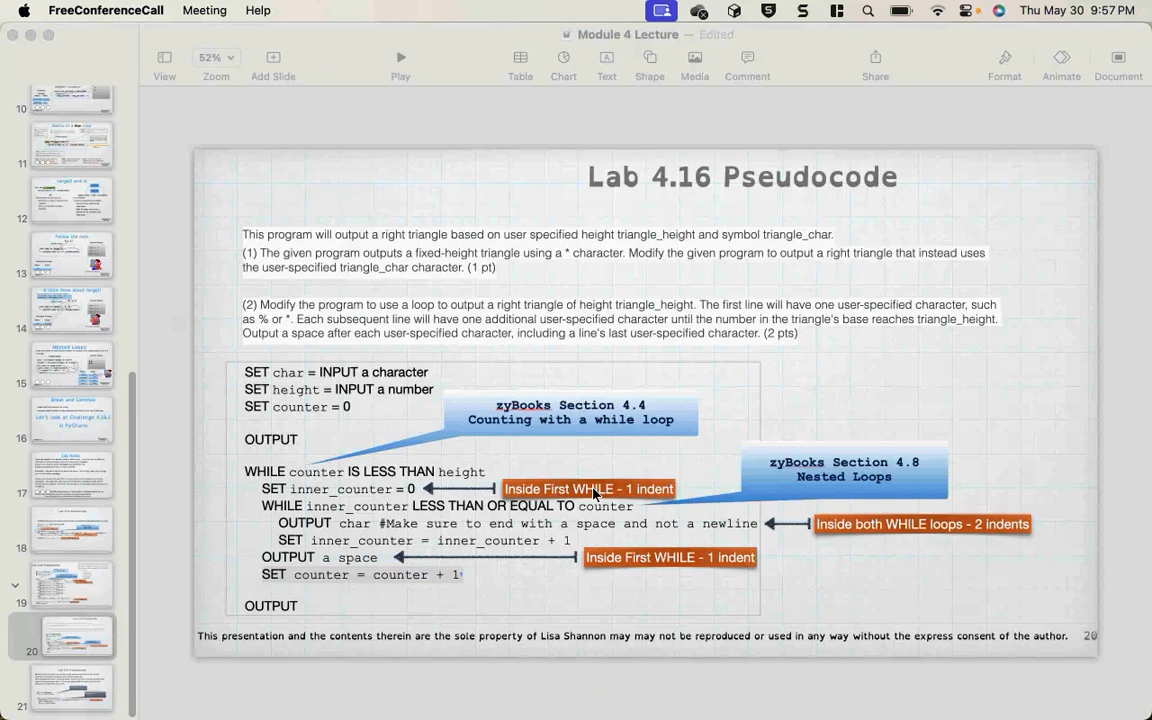 FreeConferenceCall Meeting Help Thu May 30 9:57 PM
Module 4 Lecture — Edited
52%
View Zoom Add Slide Play Table Chart Text Shape Media Comment Share Format Animate Document
10
11
12
13
14
15
16
17
18
19
20
21
Lab 4.16 Pseudocode
This program will output a right triangle based on user specified height triangle_height and symbol triangle_char.
(1) The given program outputs a fixed-height triangle using a * character. Modify the given program to output a right triangle that instead uses
the user-specified triangle_char character. (1 pt)
(2) Modify the program to use a loop to output a right triangle of height triangle_height. The first line will have one user-specified character, such
as % or *. Each subsequent line will have one additional user-specified character until the number in the triangle's base reaches triangle_height.
Output a space after each user-specified character, including a line's last user-specified character. (2 pts)
SET char = INPUT a character
SET height = INPUT a number
SET counter = 0
zyBooks Section 4.4
Counting with a while loop
OUTPUT
zyBooks Section 4.8
Nested Loops
WHILE counter IS LESS THAN height
SET inner_counter = 0
Inside First WHILE - 1 indent
WHILE inner_counter LESS THAN OR EQUAL TO counter
OUTPUT char #Make sure to end with a space and not a newline
Inside both WHILE loops - 2 indents
SET inner_counter = inner_counter + 1
OUTPUT a space
Inside First WHILE - 1 indent
SET counter = counter + 1
OUTPUT
This presentation and the contents therein are the sole property of Lisa Shannon may may not be reproduced or used in any way without the express consent of the author. 20